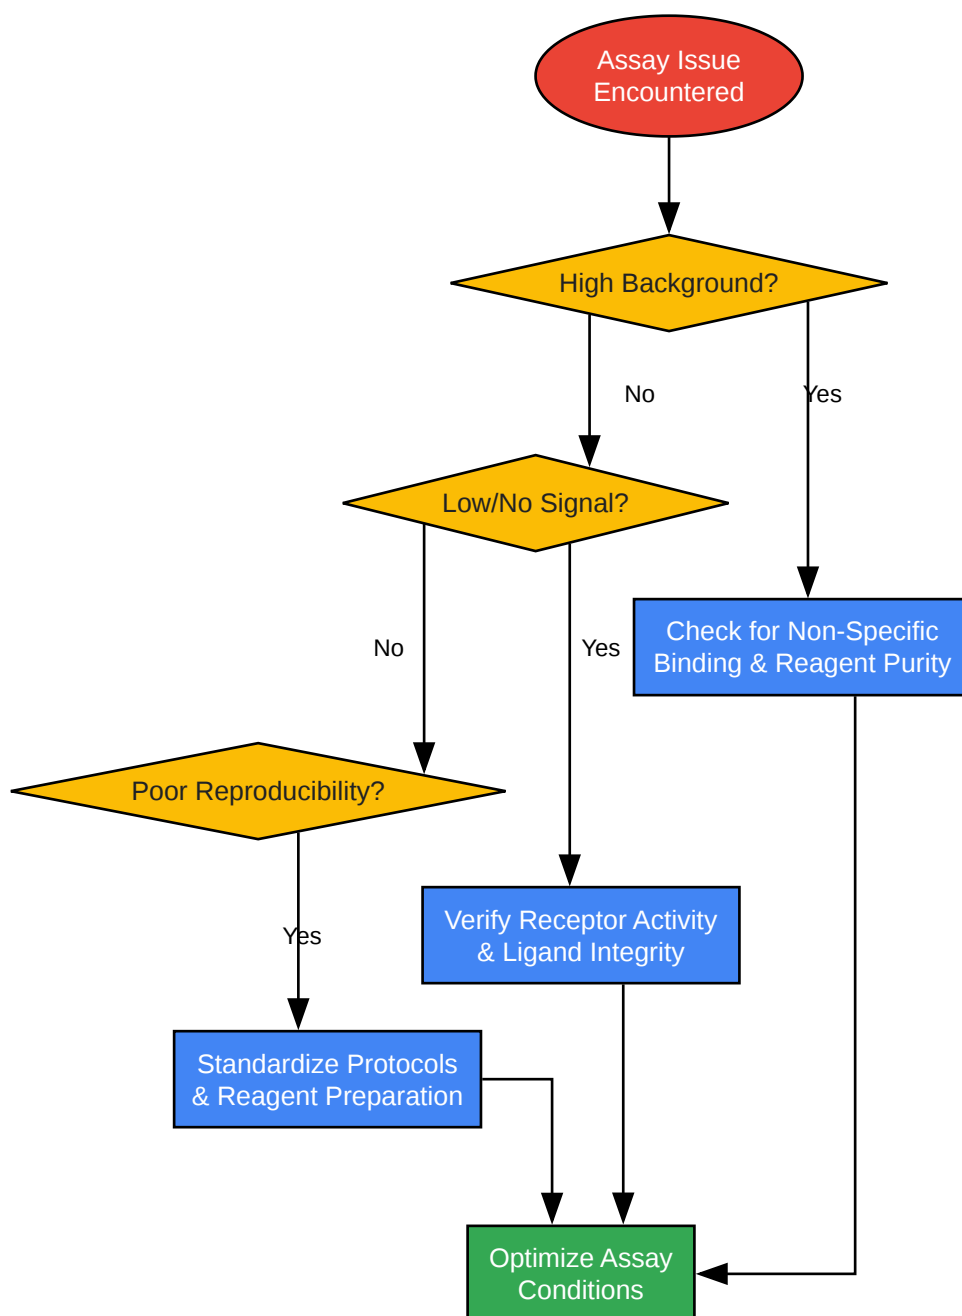 Assay Issue
Encountered
High Background?
No
Yes
Low/No Signal?
Check for Non-Specific
Binding & Reagent Purity
No
Yes
Poor Reproducibility?
Verify Receptor Activity
& Ligand Integrity
Yes
Standardize Protocols
& Reagent Preparation
Optimize Assay
Conditions